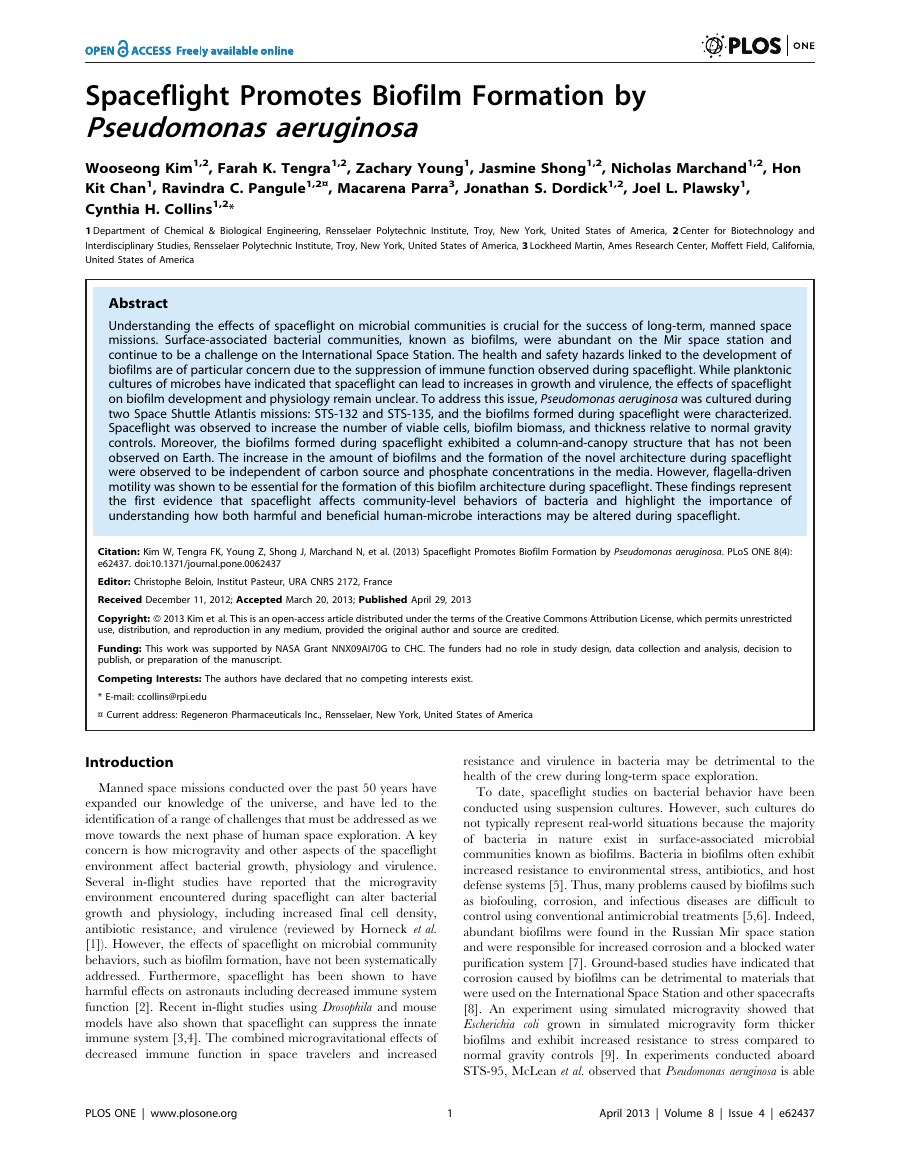 OPEN ACCESS Freely available online
PLOS ONE
Spaceflight Promotes Biofilm Formation by
Pseudomonas aeruginosa
Wooseong Kim1,2, Farah K. Tengra1,2, Zachary Young1, Jasmine Shong1,2, Nicholas Marchand1,2, Hon
Kit Chan1, Ravindra C. Pangule1,2¤, Macarena Parra3, Jonathan S. Dordick1,2, Joel L. Plawsky1,
Cynthia H. Collins1,2*
1 Department of Chemical & Biological Engineering, Rensselaer Polytechnic Institute, Troy, New York, United States of America, 2 Center for Biotechnology and
Interdisciplinary Studies, Rensselaer Polytechnic Institute, Troy, New York, United States of America, 3 Lockheed Martin, Ames Research Center, Moffett Field, California,
United States of America
Abstract
Understanding the effects of spaceflight on microbial communities is crucial for the success of long-term, manned space
missions. Surface-associated bacterial communities, known as biofilms, were abundant on the Mir space station and
continue to be a challenge on the International Space Station. The health and safety hazards linked to the development of
biofilms are of particular concern due to the suppression of immune function observed during spaceflight. While planktonic
cultures of microbes have indicated that spaceflight can lead to increases in growth and virulence, the effects of spaceflight
on biofilm development and physiology remain unclear. To address this issue, Pseudomonas aeruginosa was cultured during
two Space Shuttle Atlantis missions: STS-132 and STS-135, and the biofilms formed during spaceflight were characterized.
Spaceflight was observed to increase the number of viable cells, biofilm biomass, and thickness relative to normal gravity
controls. Moreover, the biofilms formed during spaceflight exhibited a column-and-canopy structure that has not been
observed on Earth. The increase in the amount of biofilms and the formation of the novel architecture during spaceflight
were observed to be independent of carbon source and phosphate concentrations in the media. However, flagella-driven
motility was shown to be essential for the formation of this biofilm architecture during spaceflight. These findings represent
the first evidence that spaceflight affects community-level behaviors of bacteria and highlight the importance of
understanding how both harmful and beneficial human-microbe interactions may be altered during spaceflight.
Citation: Kim W, Tengra FK, Young Z, Shong J, Marchand N, et al. (2013) Spaceflight Promotes Biofilm Formation by Pseudomonas aeruginosa. PLoS ONE 8(4):
e62437. doi:10.1371/journal.pone.0062437
Editor: Christophe Beloin, Institut Pasteur, URA CNRS 2172, France
Received December 11, 2012; Accepted March 20, 2013; Published April 29, 2013
Copyright: © 2013 Kim et al. This is an open-access article distributed under the terms of the Creative Commons Attribution License, which permits unrestricted
use, distribution, and reproduction in any medium, provided the original author and source are credited.
Funding: This work was supported by NASA Grant NNX09AI70G to CHC. The funders had no role in study design, data collection and analysis, decision to
publish, or preparation of the manuscript.
Competing Interests: The authors have declared that no competing interests exist.
* E-mail: ccollins@rpi.edu
¤ Current address: Regeneron Pharmaceuticals Inc., Rensselaer, New York, United States of America
Introduction
Manned space missions conducted over the past 50 years have
expanded our knowledge of the universe, and have led to the
identification of a range of challenges that must be addressed as we
move towards the next phase of human space exploration. A key
concern is how microgravity and other aspects of the spaceflight
environment affect bacterial growth, physiology and virulence.
Several in-flight studies have reported that the microgravity
environment encountered during spaceflight can alter bacterial
growth and physiology, including increased final cell density,
antibiotic resistance, and virulence (reviewed by Horneck et al.
[1]). However, the effects of spaceflight on microbial community
behaviors, such as biofilm formation, have not been systematically
addressed. Furthermore, spaceflight has been shown to have
harmful effects on astronauts including decreased immune system
function [2]. Recent in-flight studies using Drosophila and mouse
models have also shown that spaceflight can suppress the innate
immune system [3,4]. The combined microgravitational effects of
decreased immune function in space travelers and increased
resistance and virulence in bacteria may be detrimental to the
health of the crew during long-term space exploration.
To date, spaceflight studies on bacterial behavior have been
conducted using suspension cultures. However, such cultures do
not typically represent real-world situations because the majority
of bacteria in nature exist in surface-associated microbial
communities known as biofilms. Bacteria in biofilms often exhibit
increased resistance to environmental stress, antibiotics, and host
defense systems [5]. Thus, many problems caused by biofilms such
as biofouling, corrosion, and infectious diseases are difficult to
control using conventional antimicrobial treatments [5,6]. Indeed,
abundant biofilms were found in the Russian Mir space station
and were responsible for increased corrosion and a blocked water
purification system [7]. Ground-based studies have indicated that
corrosion caused by biofilms can be detrimental to materials that
were used on the International Space Station and other spacecrafts
[8]. An experiment using simulated microgravity showed that
Escherichia coli grown in simulated microgravity form thicker
biofilms and exhibit increased resistance to stress compared to
normal gravity controls [9]. In experiments conducted aboard
STS-95, McLean et al. observed that Pseudomonas aeruginosa is able
PLOS ONE | www.plosone.org
1
April 2013 | Volume 8 | Issue 4 | e62437